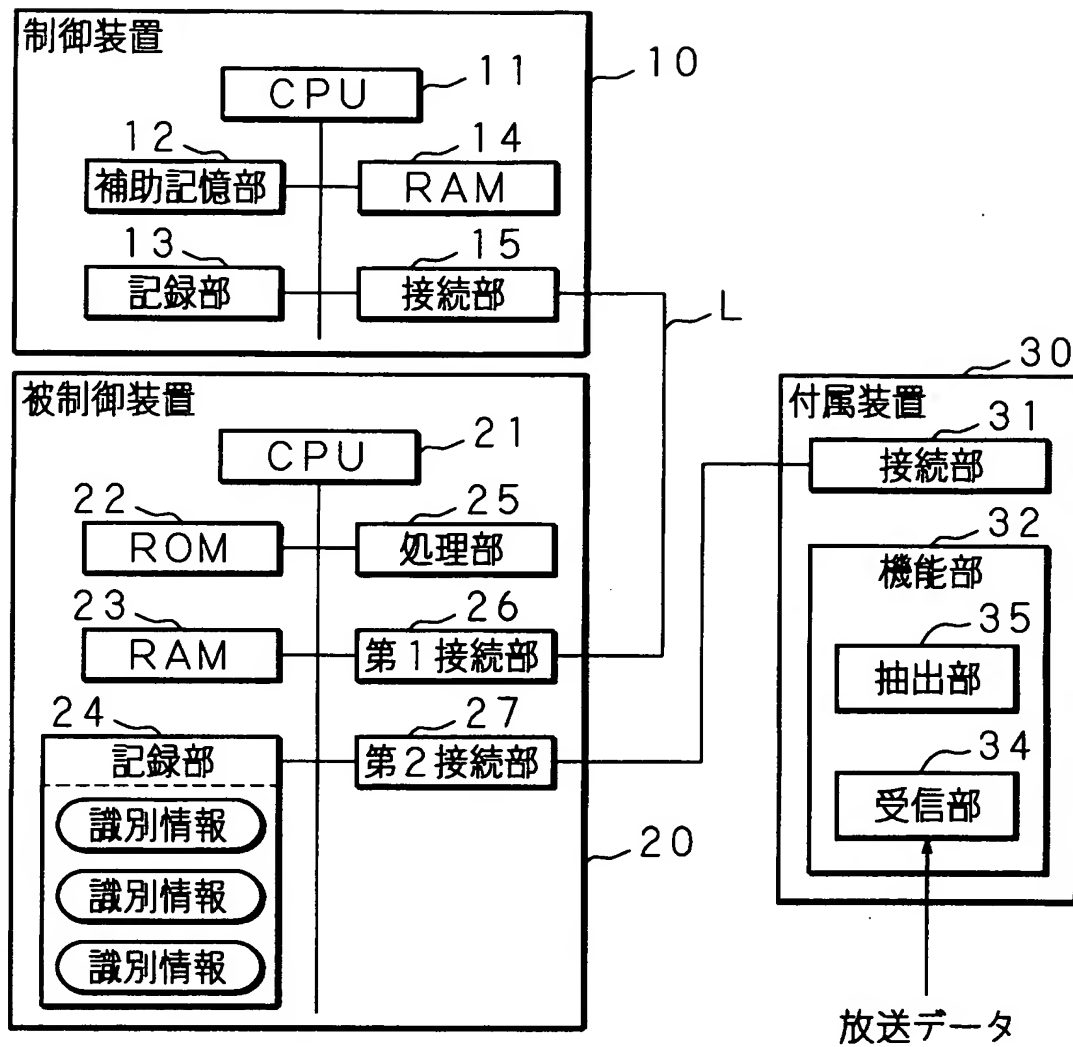 制御装置
10
CPU
11
12
補助記憶部
14
RAM
13
記録部
15
接続部
L
被制御装置
20
CPU
21
22
ROM
25
処理部
23
RAM
26
第1接続部
24
記録部
27
第2接続部
識別情報
識別情報
識別情報
30
付属装置
31
接続部
32
機能部
35
抽出部
34
受信部
放送データ